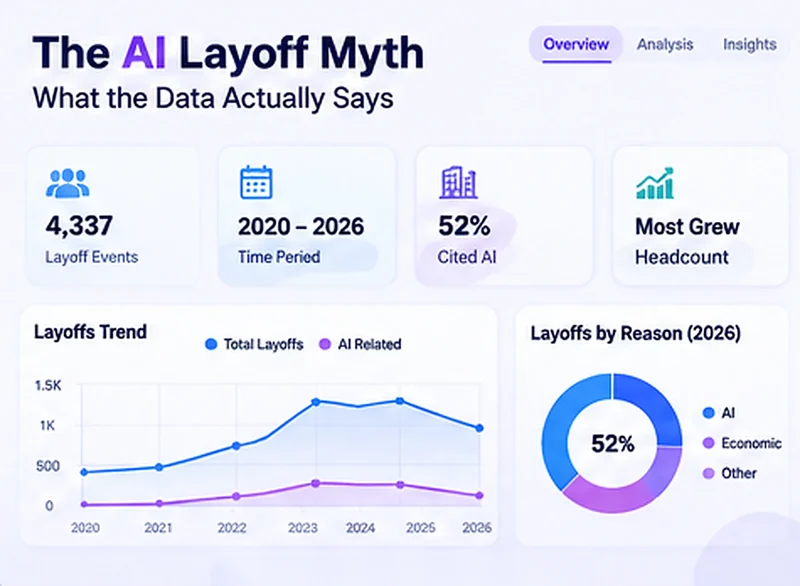 The AI Layoff Myth
What the Data Actually Says
Overview Analysis Insights
4,337
Layoff Events
2020 – 2026
Time Period
52%
Cited AI
Most Grew
Headcount
Layoffs Trend
Total Layoffs AI Related
1.5K
1K
500
0
2020 2021 2022 2023 2024 2025 2026
Layoffs by Reason (2026)
52%
AI
Economic
Other